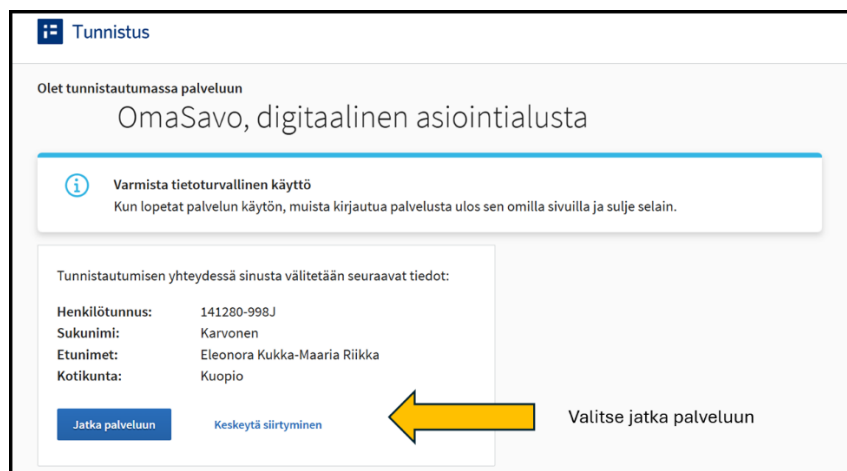 Tunnistus
Olet tunnistautumassa palveluun
OmaSavo, digitaalinen asiointialusta
Varmista tietoturvallinen käyttö
Kun lopetat palvelun käytön, muista kirjautua palvelusta ulos sen omilla sivuilla ja sulje selain.
Tunnistautumisen yhteydessä sinusta välitetään seuraavat tiedot:
Henkilötunnus: 141280-998J
Sukunimi: Karvonen
Etunimet: Eleonora Kukka-Maaria Riikka
Kotikunta: Kuopio
Jatka palveluun Keskeytä siirtyminen Valitse jatka palveluun